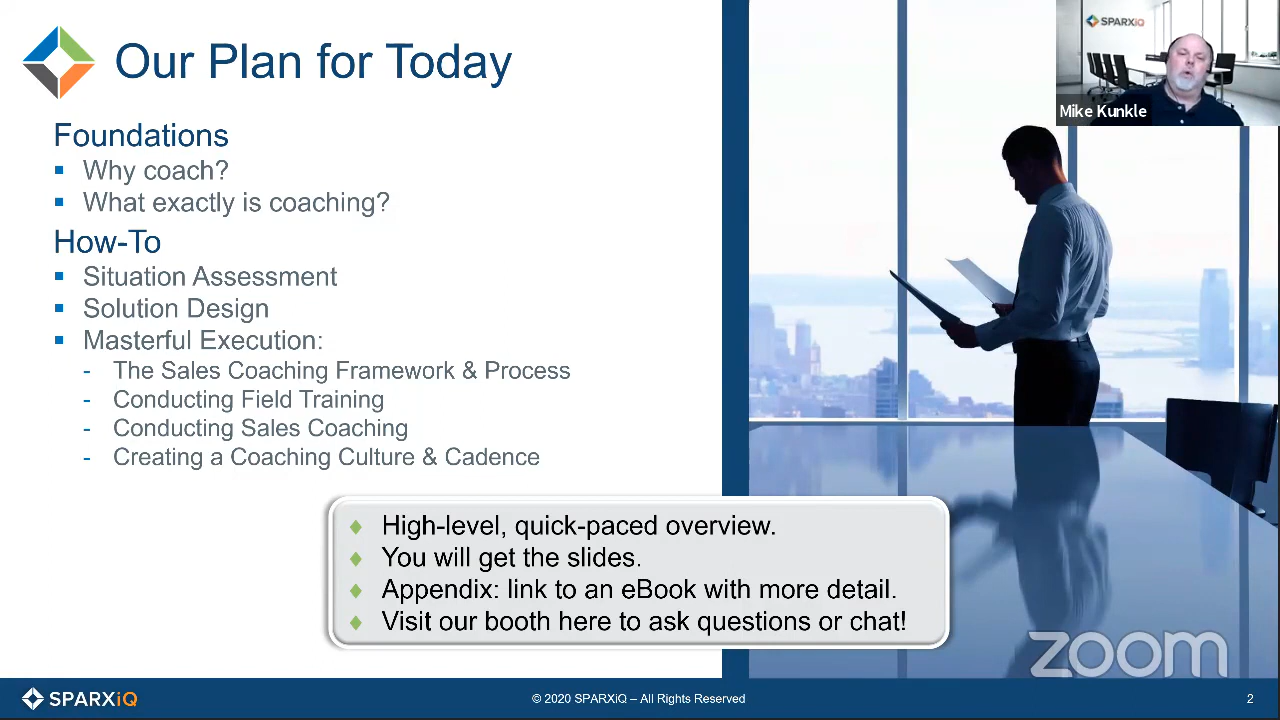 Our Plan for Today
Foundations
Why coach?
What exactly is coaching?
How-To
Situation Assessment
Solution Design
Masterful Execution:
- The Sales Coaching Framework & Process
- Conducting Field Training
- Conducting Sales Coaching
- Creating a Coaching Culture & Cadence
High-level, quick-paced overview.
You will get the slides.
Appendix: link to an eBook with more detail.
Visit our booth here to ask questions or chat!
SPARXiQ
Mike Kunkle
zoom
SPARXiQ
© 2020 SPARXiQ – All Rights Reserved
2